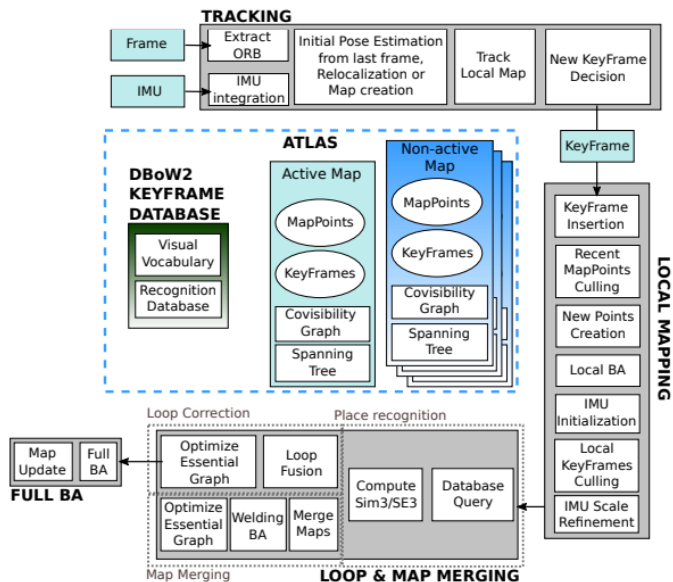 TRACKING
Frame
IMU
Extract
ORB
IMU
integration
Initial Pose Estimation
from last frame,
Relocalization or
Map creation
Track
Local Map
New KeyFrame
Decision
KeyFrame
ATLAS
DBoW2
KEYFRAME
DATABASE
Visual
Vocabulary
Recognition
Database
Active Map
MapPoints
KeyFrames
Covisibility
Graph
Spanning
Tree
Non-active
Map
MapPoints
KeyFrames
Covisibility
Graph
Spanning
Tree
LOCAL MAPPING
KeyFrame
Insertion
Recent
MapPoints
Culling
New Points
Creation
Local BA
IMU
Initialization
Local
KeyFrames
Culling
IMU Scale
Refinement
Loop Correction
Place recognition
Optimize
Essential
Graph
Loop
Fusion
Compute
Sim3/SE3
Database
Query
Map
Update
Full
BA
FULL BA
Optimize
Essential
Graph
Welding
BA
Merge
Maps
Map Merging
LOOP & MAP MERGING